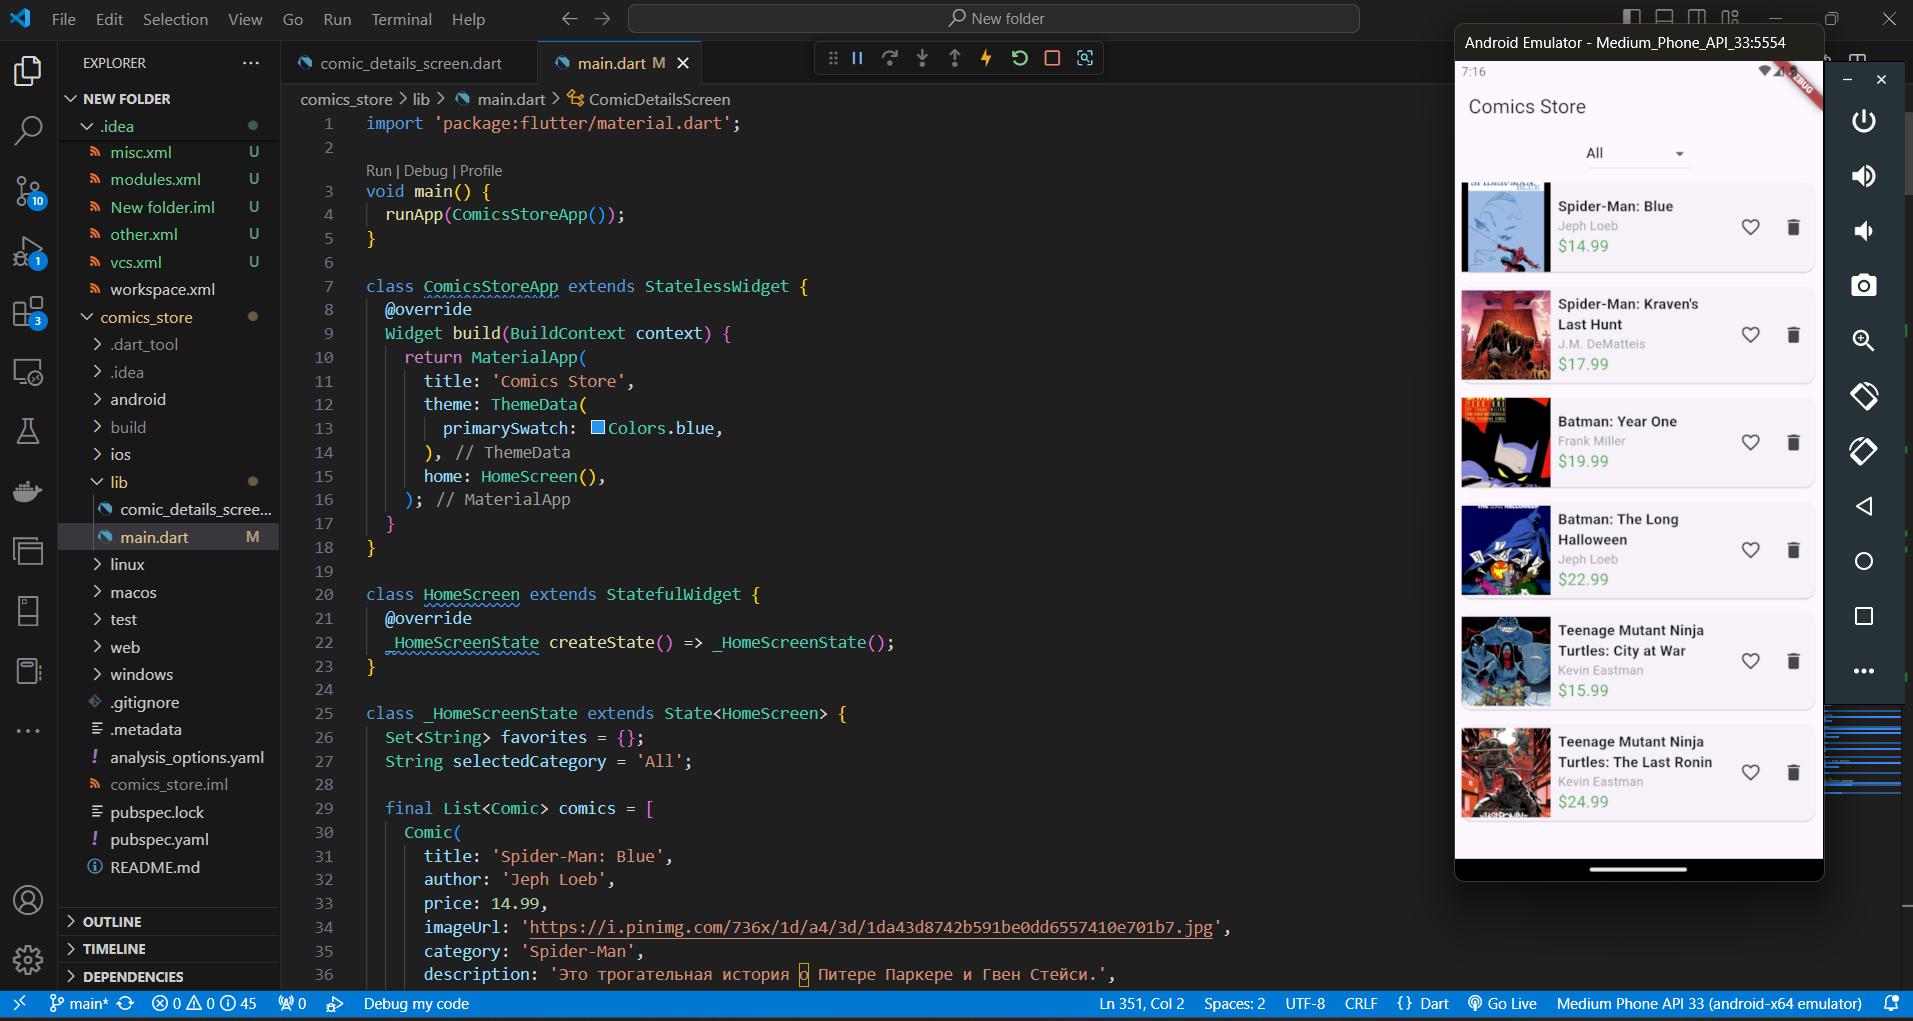 File Edit Selection View Go Run Terminal Help
New folder
EXPLORER
NEW FOLDER
.idea
misc.xml U
modules.xml U
New folder.iml U
other.xml U
vcs.xml U
workspace.xml
comics_store
.dart_tool
.idea
android
build
ios
lib
comic_details_scree...
main.dart M
linux
macos
test
web
windows
.gitignore
.metadata
analysis_options.yaml
comics_store.iml
pubspec.lock
pubspec.yaml
README.md
OUTLINE
TIMELINE
DEPENDENCIES
10
1
3
comic_details_screen.dart
main.dart M
comics_store > lib > main.dart > ComicDetailsScreen
1 import 'package:flutter/material.dart';
2
Run | Debug | Profile
3 void main() {
4 runApp(ComicsStoreApp());
5 }
6
7 class ComicsStoreApp extends StatelessWidget {
8 @override
9 Widget build(BuildContext context) {
10 return MaterialApp(
11 title: 'Comics Store',
12 theme: ThemeData(
13 primarySwatch: Colors.blue,
14 ), // ThemeData
15 home: HomeScreen(),
16 ); // MaterialApp
17 }
18 }
19
20 class HomeScreen extends StatefulWidget {
21 @override
22 _HomeScreenState createState() => _HomeScreenState();
23 }
24
25 class _HomeScreenState extends State<HomeScreen> {
26 Set<String> favorites = {};
27 String selectedCategory = 'All';
28
29 final List<Comic> comics = [
30 Comic(
31 title: 'Spider-Man: Blue',
32 author: 'Jeph Loeb',
33 price: 14.99,
34 imageUrl: 'https://i.pinimg.com/736x/1d/a4/3d/1da43d8742b591be0dd6557410e701b7.jpg',
35 category: 'Spider-Man',
36 description: 'Это трогательная история о Питере Паркере и Гвен Стейси.',
Android Emulator - Medium_Phone_API_33:5554
7:16
Comics Store
All
SPIDER-MAN
BLUE
Spider-Man: Blue
Jeph Loeb
$14.99
Spider-Man: Kraven's
Last Hunt
J.M. DeMatteis
$17.99
Batman: Year One
Frank Miller
$19.99
Batman: The Long
Halloween
Jeph Loeb
$22.99
Teenage Mutant Ninja
Turtles: City at War
Kevin Eastman
$15.99
Teenage Mutant Ninja
Turtles: The Last Ronin
Kevin Eastman
$24.99
main* 0 0 45 0 Debug my code
Ln 351, Col 2 Spaces: 2 UTF-8 CRLF {} Dart Go Live Medium Phone API 33 (android-x64 emulator)